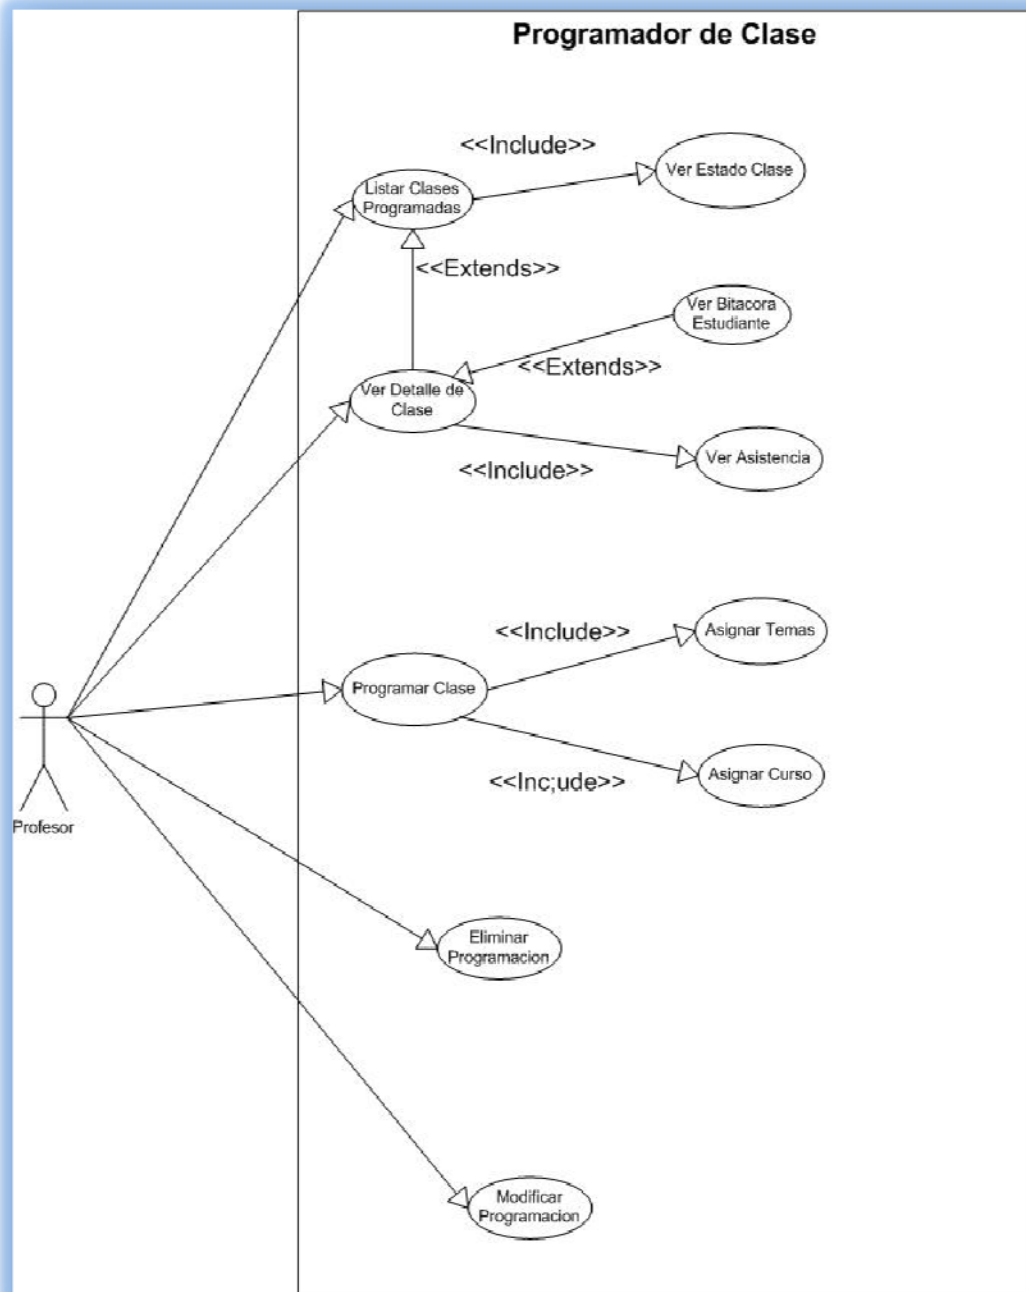 Programador de Clase
<<Include>>
Ver Estado Clase
Listar Clases
Programadas
<<Extends>>
Ver Bitacora
Estudiante
<<Extends>>
Ver Detalle de
Clase
Ver Asistencia
<<Include>>
<<Include>>
Asignar Temas
Programar Clase
<<Inc;ude>>
Asignar Curso
Profesor
Eliminar
Programacion
Modificar
Programacion